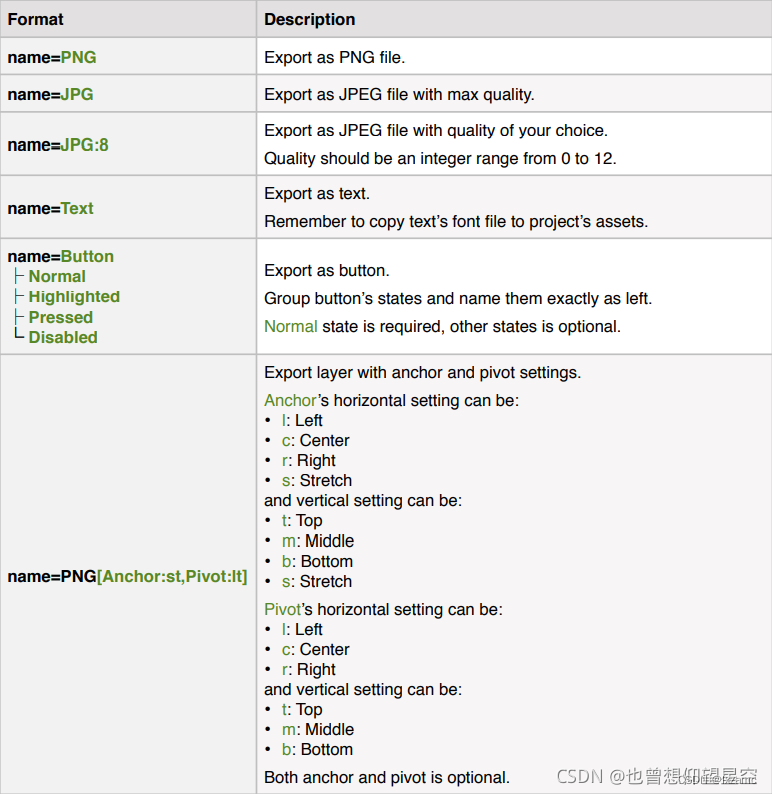 Format Description
name=PNG Export as PNG file.
name=JPG Export as JPEG file with max quality.
name=JPG:8
Export as JPEG file with quality of your choice.
Quality should be an integer range from 0 to 12.
name=Text
Export as text.
Remember to copy text's font file to project's assets.
name=Button
├ Normal
├ Highlighted
├ Pressed
└ Disabled
Export as button.
Group button's states and name them exactly as left.
Normal state is required, other states is optional.
name=PNG[Anchor:st,Pivot:lt]
Export layer with anchor and pivot settings.
Anchor's horizontal setting can be:
• l: Left
• c: Center
• r: Right
• s: Stretch
and vertical setting can be:
• t: Top
• m: Middle
• b: Bottom
• s: Stretch
Pivot's horizontal setting can be:
• l: Left
• c: Center
• r: Right
and vertical setting can be:
• t: Top
• m: Middle
• b: Bottom
Both anchor and pivot is optional.
CSDN @也曾想仰望星空